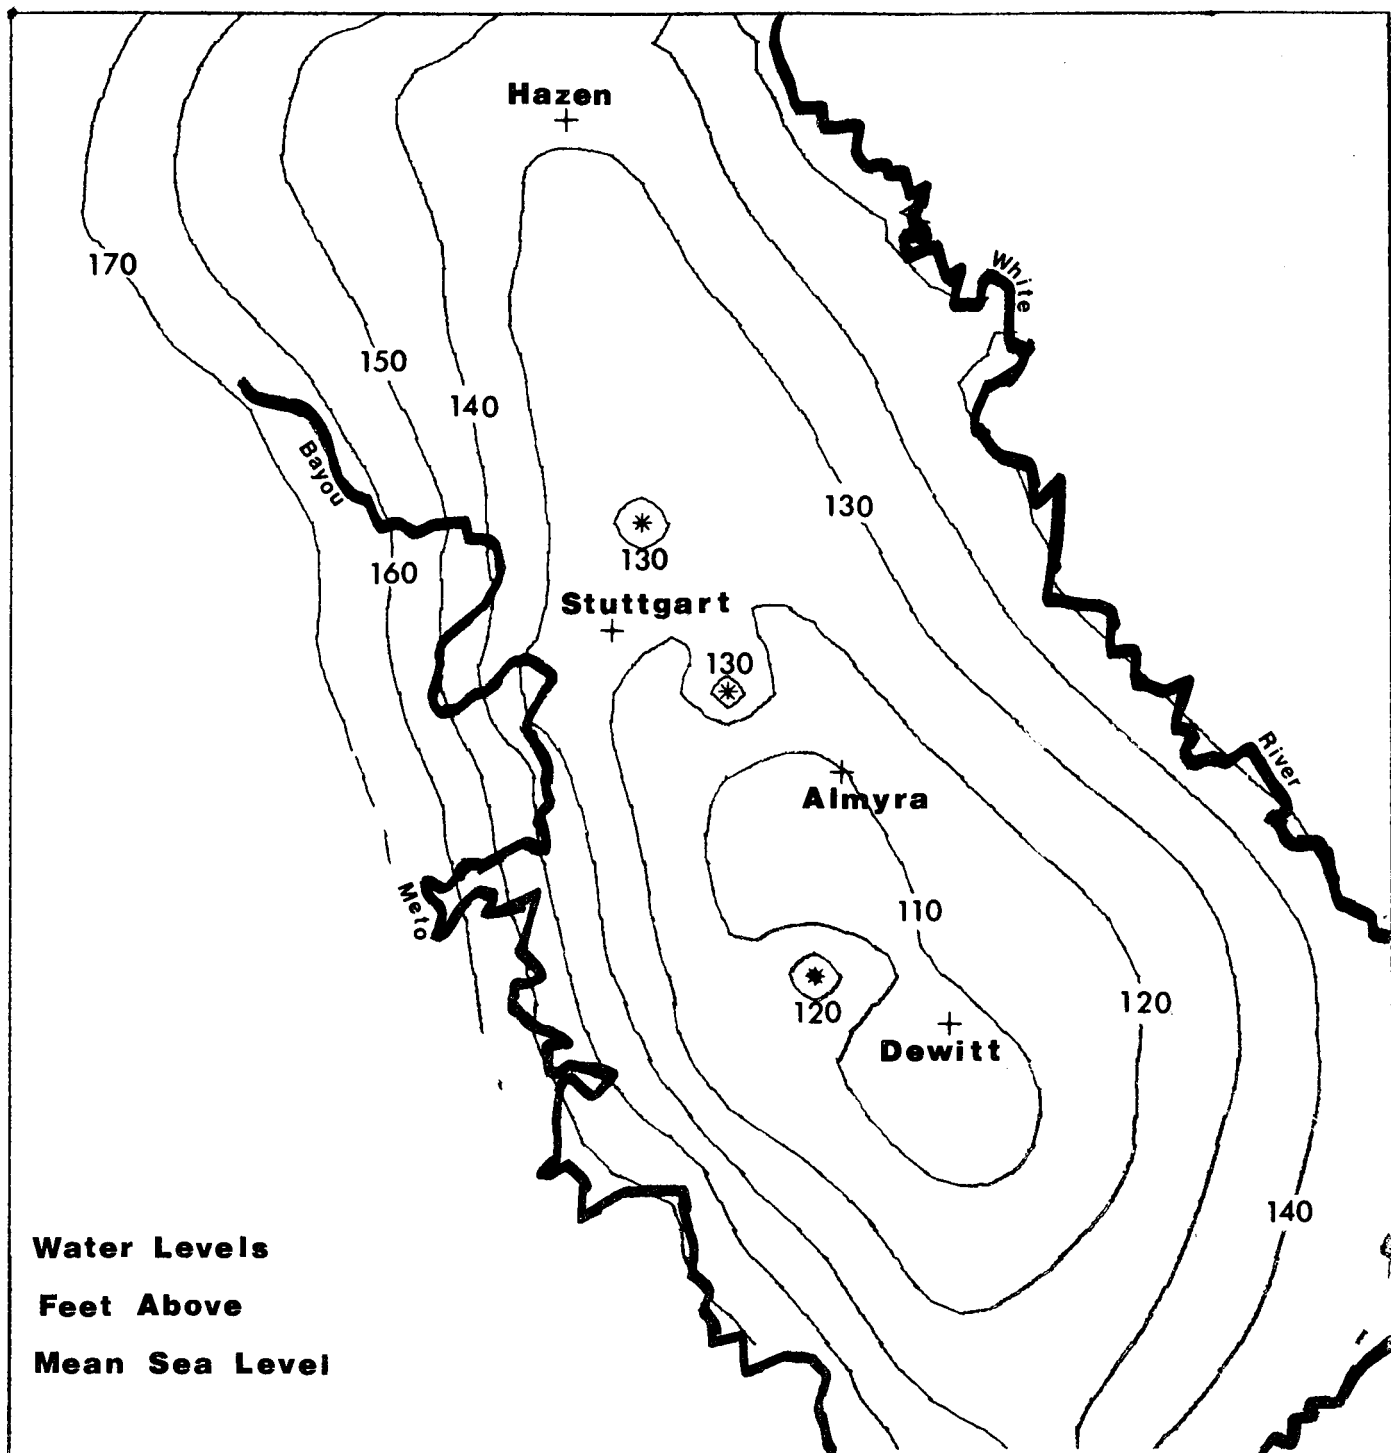 Hazen
170
White
150
140
Bayou
130
130
160
Stuttgart
130
River
Almyra
Meto
110
120
120
Dewitt
140
Water Levels
Feet Above
Mean Sea Level